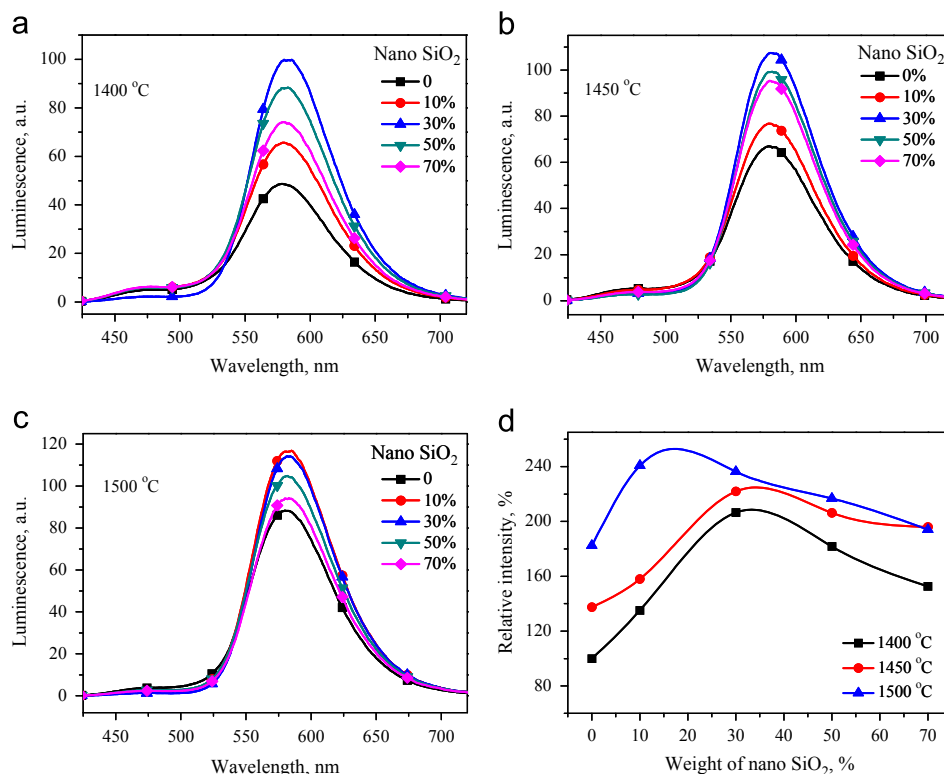 a
Luminescence, a.u.
100
80
60
40
20
0
1400 °C
Nano SiO₂
0
10%
30%
50%
70%
450 500 550 600 650 700
Wavelength, nm
b
Luminescence, a.u.
100
80
60
40
20
0
1450 °C
Nano SiO₂
0%
10%
30%
50%
70%
450 500 550 600 650 700
Wavelength, nm
c
Luminescence, a.u.
120
100
80
60
40
20
0
1500 °C
Nano SiO₂
0
10%
30%
50%
70%
450 500 550 600 650 700
Wavelength, nm
d
Relative intensity, %
240
200
160
120
80
1400 °C
1450 °C
1500 °C
0 10 20 30 40 50 60 70
Weight of nano SiO₂, %